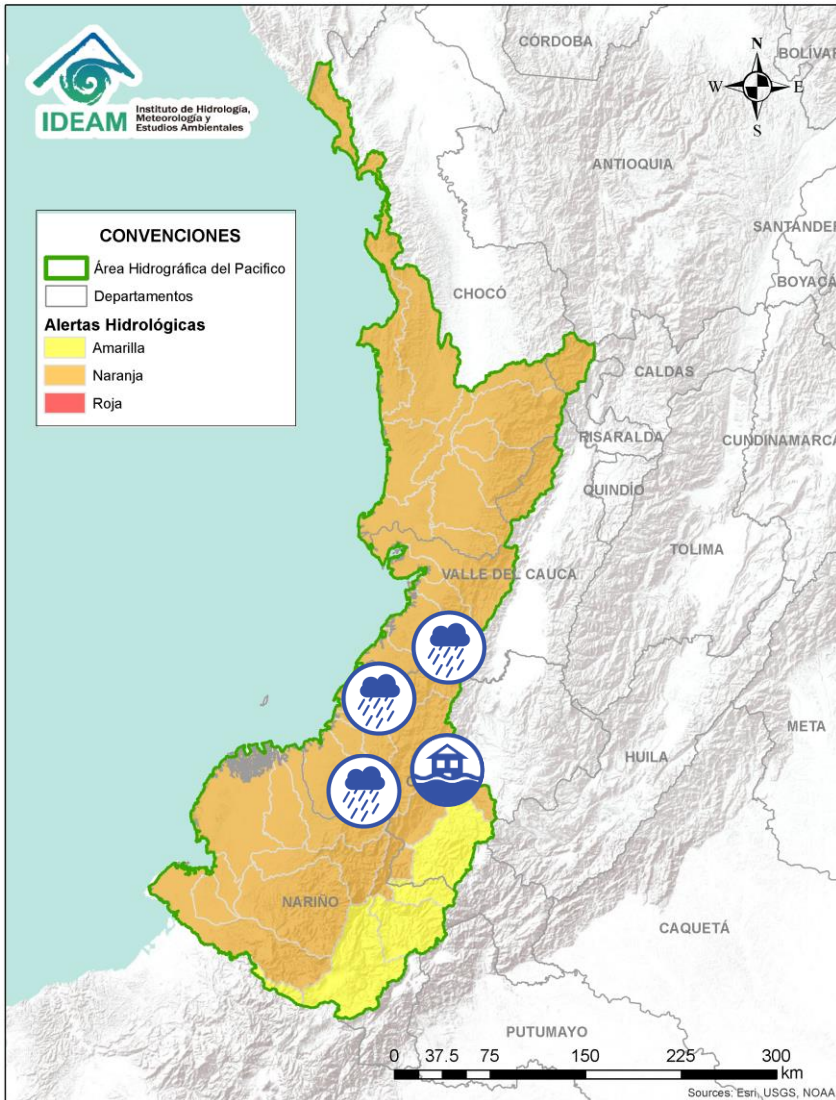 IDEAM
Instituto de Hidrología,
Meteorología y
Estudios Ambientales
N
W
E
S
CÓRDOBA
BOLÍVAR
ANTIOQUIA
SANTANDER
BOYACÁ
CHOCÓ
CALDAS
RISARALDA
CUNDINAMARCA
QUINDÍO
TOLIMA
VALLE DEL CAUCA
META
HUILA
NARIÑO
CAQUETÁ
PUTUMAYO
CONVENCIONES
Área Hidrográfica del Pacifico
Departamentos
Alertas Hidrológicas
Amarilla
Naranja
Roja
0 37.5 75 150 225 300
km
Sources: Esri, USGS, NOAA